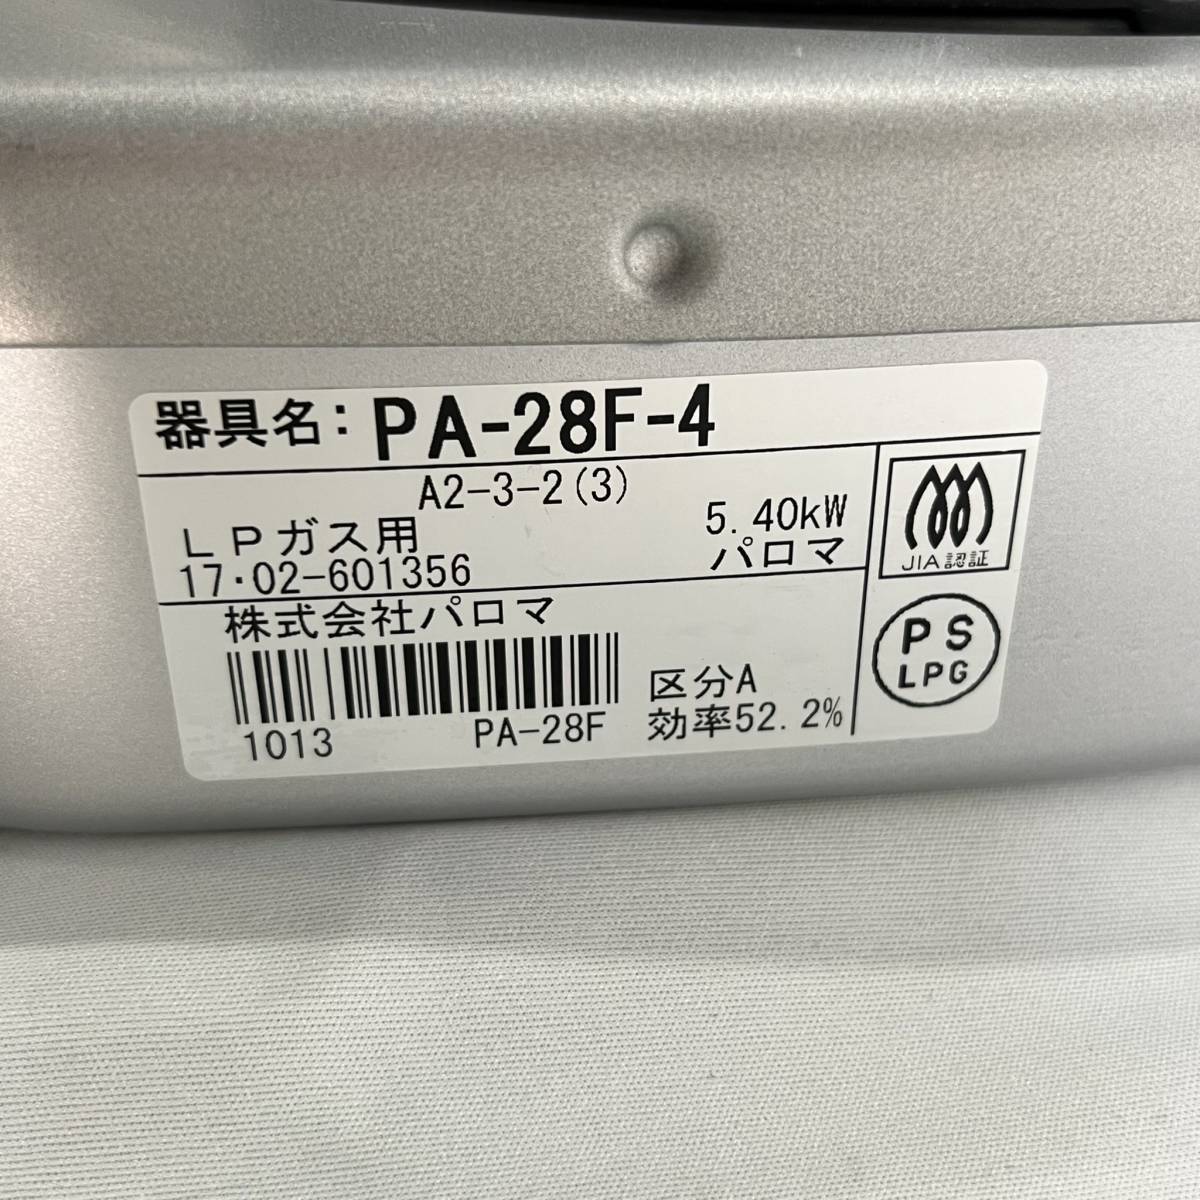 器具名:PA-28F-4
A2-3-2(3)
LPガス用 5.40kW
17・02-601356 パロマ
株式会社パロマ
区分A
効率52.2%
1013 PA-28F
JIA認証
PS
LPG